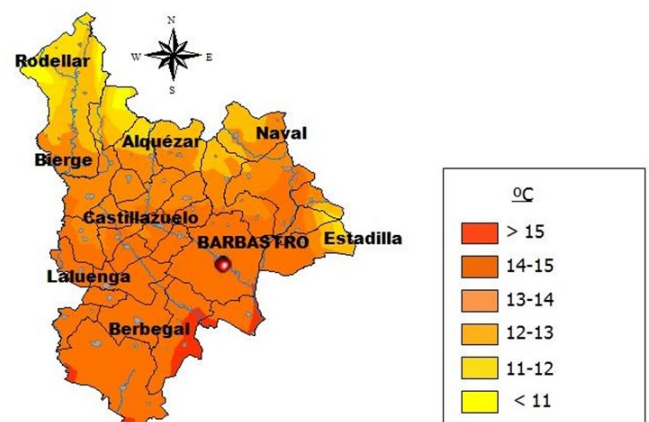 N
Rodellar
W E
S
Alquézar
Naval
Bierge
Castillazuelo
BARBASTRO
Estadilla
Laluenga
Berbegal
ºC
> 15
14-15
13-14
12-13
11-12
< 11